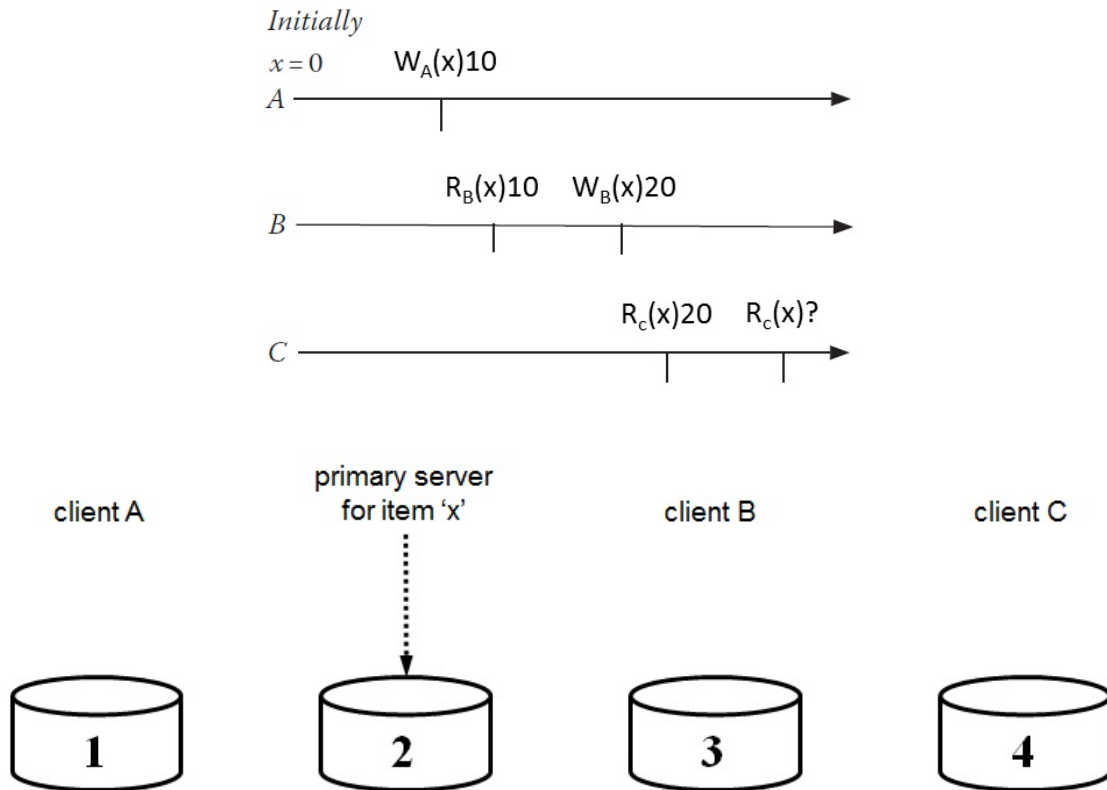 Initially
x = 0 W_A(x)10
A
R_B(x)10 W_B(x)20
B
R_c(x)20 R_c(x)?
C
primary server
for item ‘x’
client A client B client C
1 2 3 4